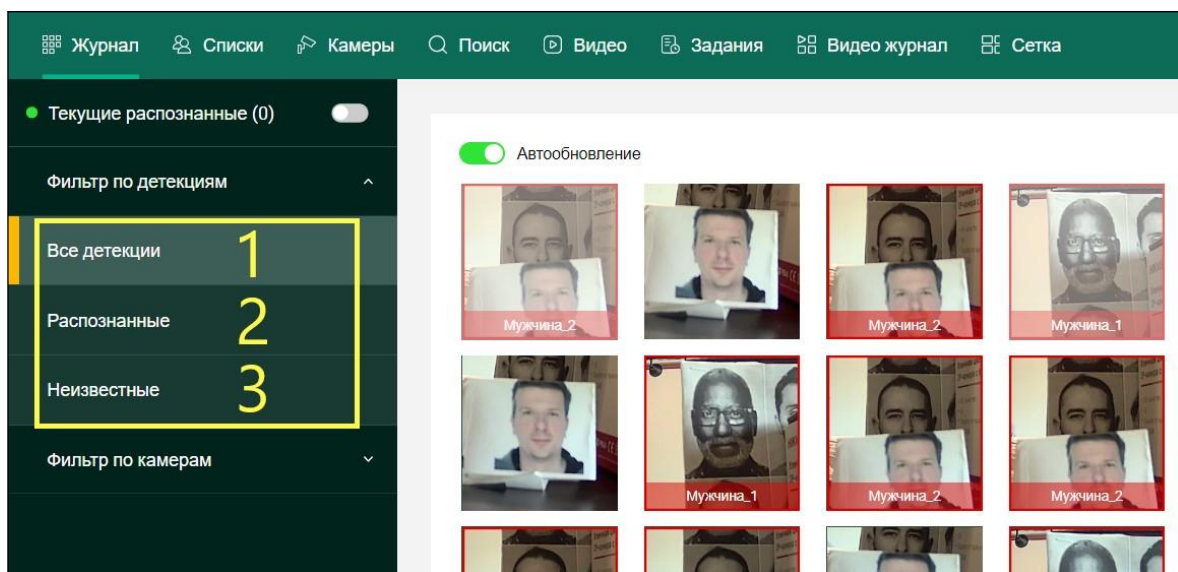 Журнал Списки Камеры Поиск Видео Задания Видео журнал Сетка
Текущие распознанные (0)
Автообновление
Фильтр по детекциям
Все детекции 1
Распознанные 2
Неизвестные 3
Фильтр по камерам
Мужчина_2 Мужчина_2 Мужчина_1
Мужчина_1 Мужчина_2 Мужчина_2